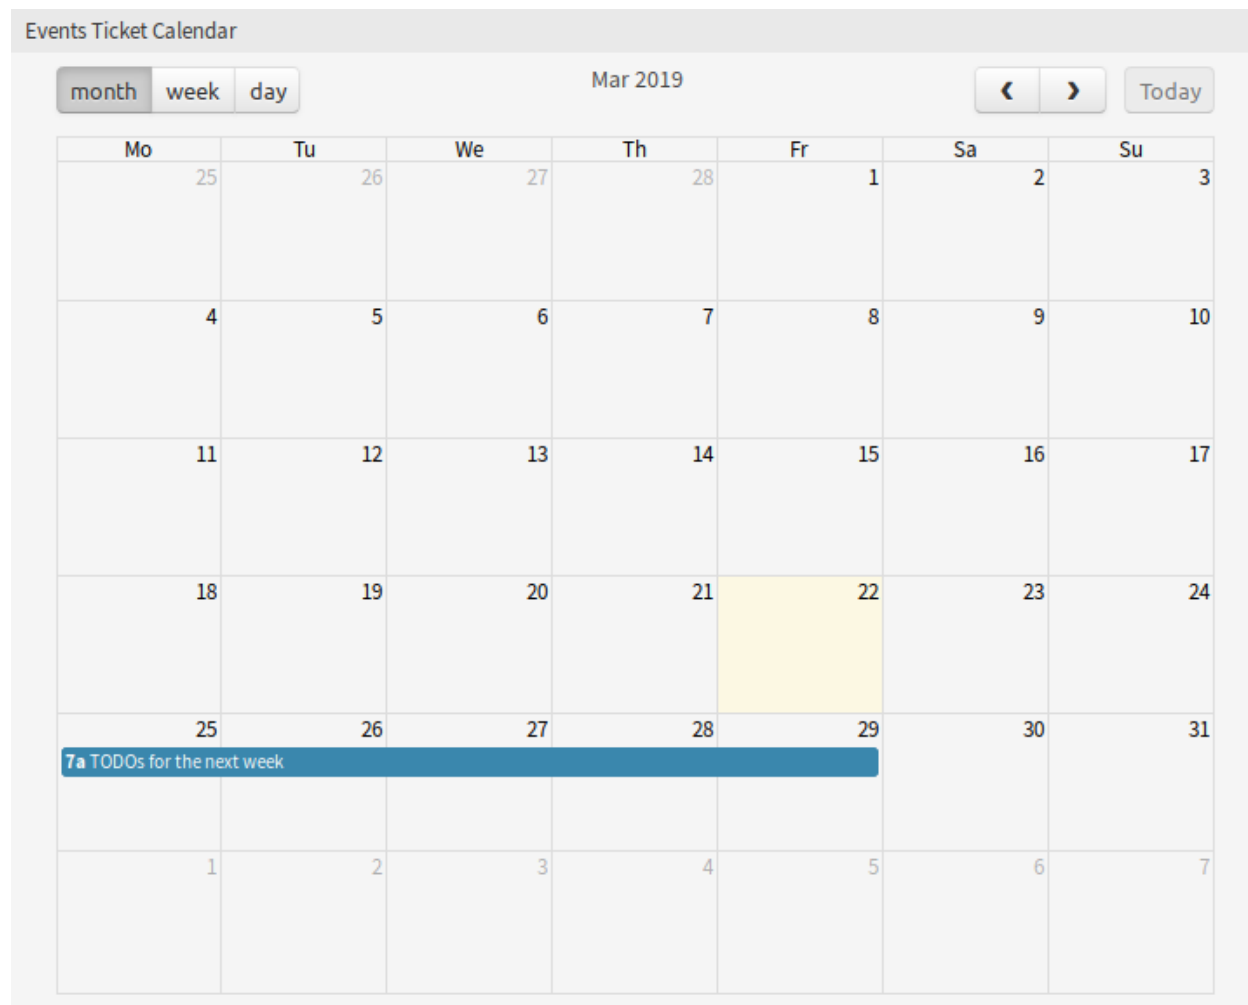 Events Ticket Calendar
month week day Mar 2019 ‹ › Today
Mo Tu We Th Fr Sa Su
25 26 27 28 1 2 3
4 5 6 7 8 9 10
11 12 13 14 15 16 17
18 19 20 21 22 23 24
25 26 27 28 29 30 31
7a TODOs for the next week
1 2 3 4 5 6 7